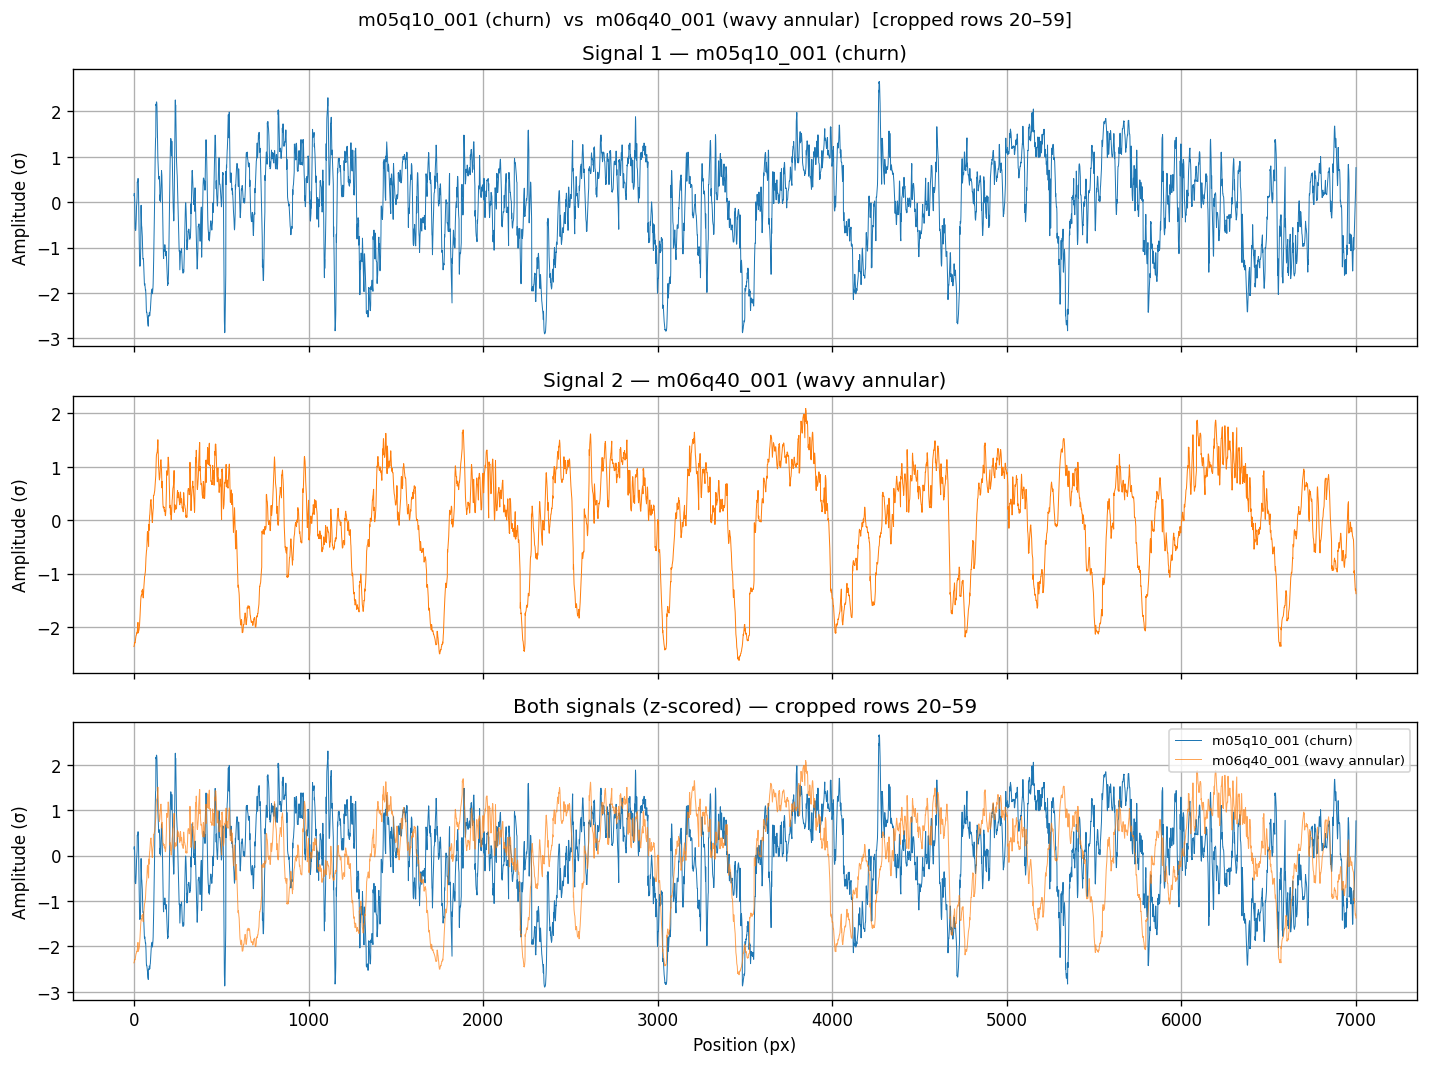 m05q10_001 (churn)  vs  m06q40_001 (wavy annular)  [cropped rows 20–59]
Signal 1 — m05q10_001 (churn)
Amplitude (σ)
2
1
0
−1
−2
−3
Signal 2 — m06q40_001 (wavy annular)
Amplitude (σ)
2
1
0
−1
−2
Both signals (z-scored) — cropped rows 20–59
Amplitude (σ)
2
1
0
−1
−2
−3
m05q10_001 (churn)
m06q40_001 (wavy annular)
0 1000 2000 3000 4000 5000 6000 7000
Position (px)